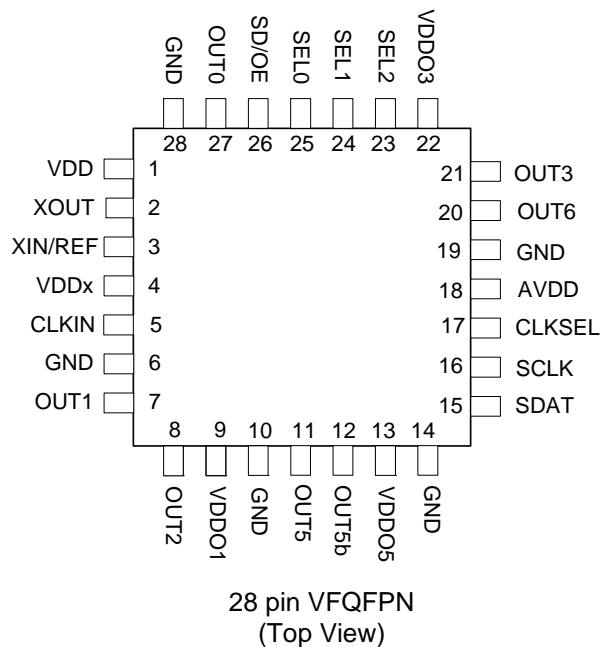 GND
OUT0
SD/OE
SEL0
SEL1
SEL2
VDDO3
28
27
26
25
24
23
22
VDD
1
XOUT
2
XIN/REF
3
VDDx
4
CLKIN
5
GND
6
OUT1
7
21
OUT3
20
OUT6
19
GND
18
AVDD
17
CLKSEL
16
SCLK
15
SDAT
8
9
10
11
12
13
14
OUT2
VDDO1
GND
OUT5
OUT5b
VDDO5
GND
28 pin VFQFPN
(Top View)